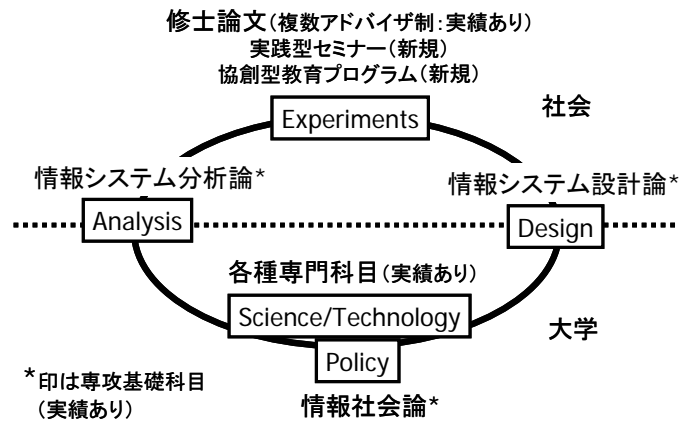 修士論文(複数アドバイザ制:実績あり)
実践型セミナー(新規)
協創型教育プログラム(新規)
社会
Experiments
情報システム分析論*
情報システム設計論*
Analysis
Design
各種専門科目(実績あり)
Science/Technology
大学
Policy
*印は専攻基礎科目
(実績あり)
情報社会論*